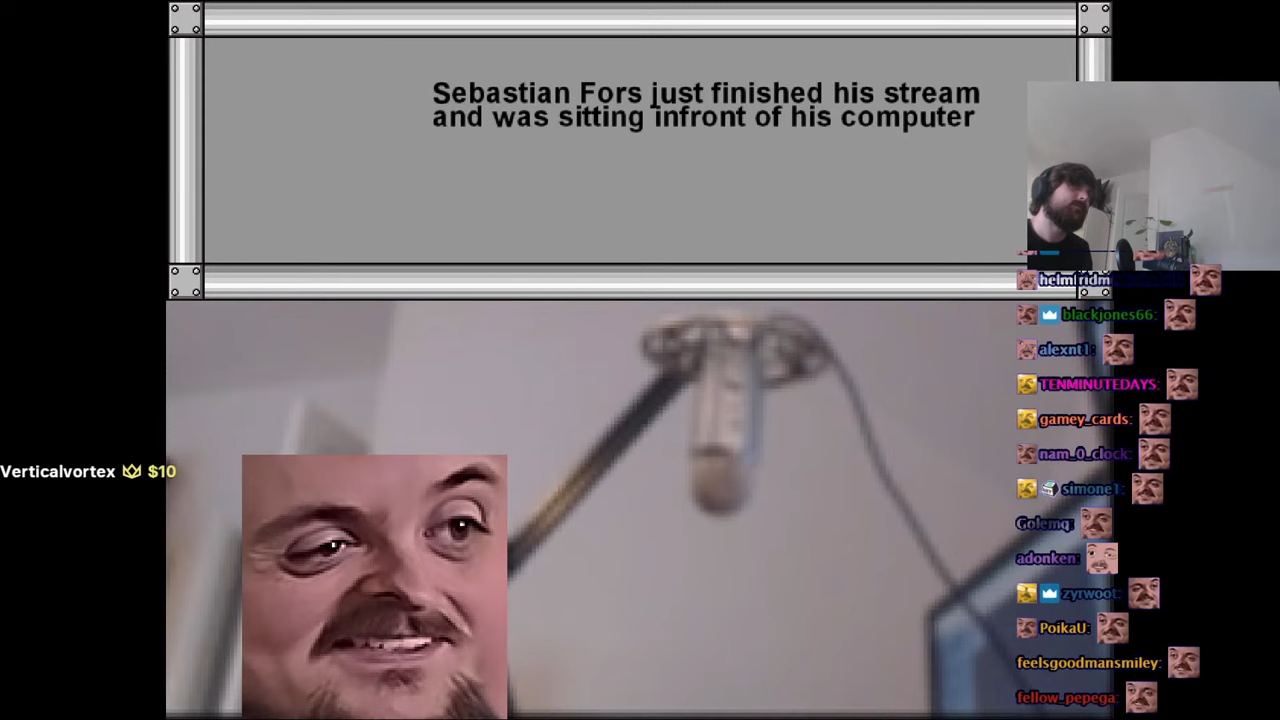 Sebastian Fors just finished his stream
and was sitting infront of his computer
Verticalvortex $10
blackjones66:
alexnt1:
TENMINUTEDAYS:
gamey_cards:
nam_0_clock:
simone1:
Golemq:
adonken:
zyrwoot:
PoikaU:
feelsgoodmansmiley:
fellow_pepega: